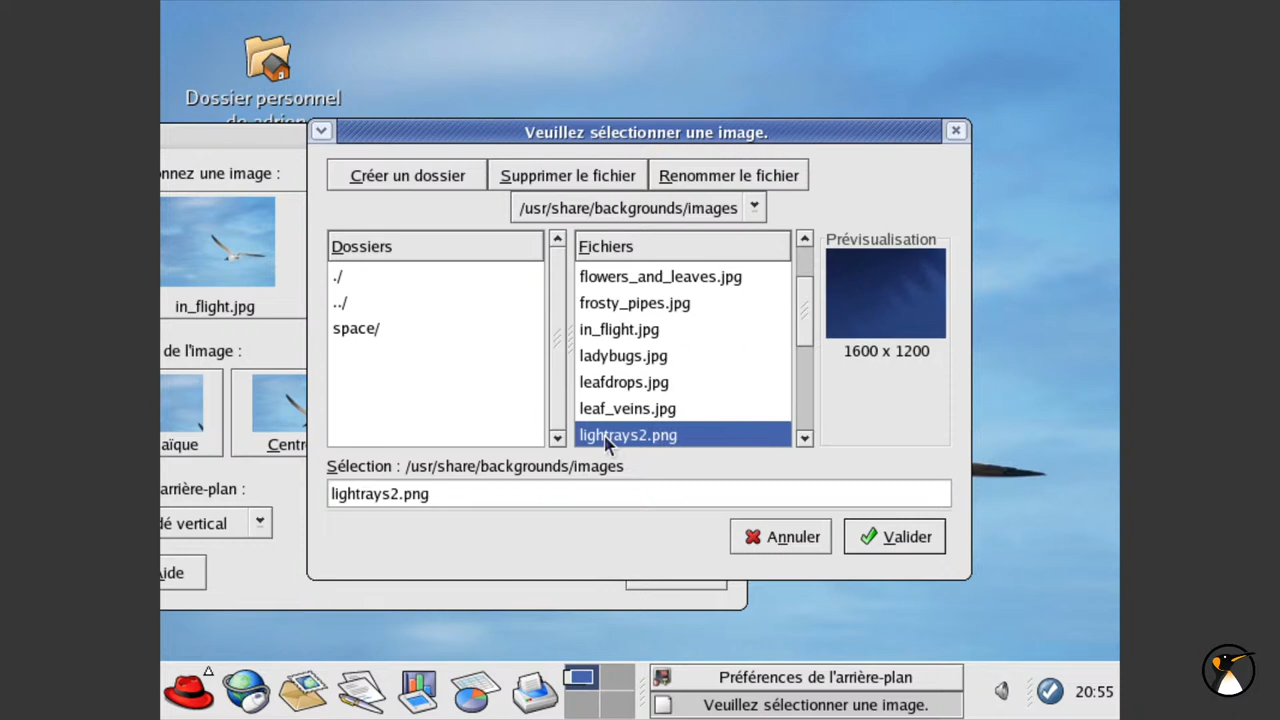 Dossier personnel
de adrien
Veuillez sélectionner une image.
nnez une image :
Créer un dossier
Supprimer le fichier
Renommer le fichier
/usr/share/backgrounds/images
Dossiers
Fichiers
Prévisualisation
./
../
space/
flowers_and_leaves.jpg
frosty_pipes.jpg
in_flight.jpg
ladybugs.jpg
leafdrops.jpg
leaf_veins.jpg
lightrays2.png
1600 x 1200
in_flight.jpg
de l'image :
aïque
Centré
Sélection : /usr/share/backgrounds/images
lightrays2.png
arrière-plan :
dé vertical
Annuler
Valider
Aide
Préférences de l'arrière-plan
Veuillez sélectionner une image.
20:55